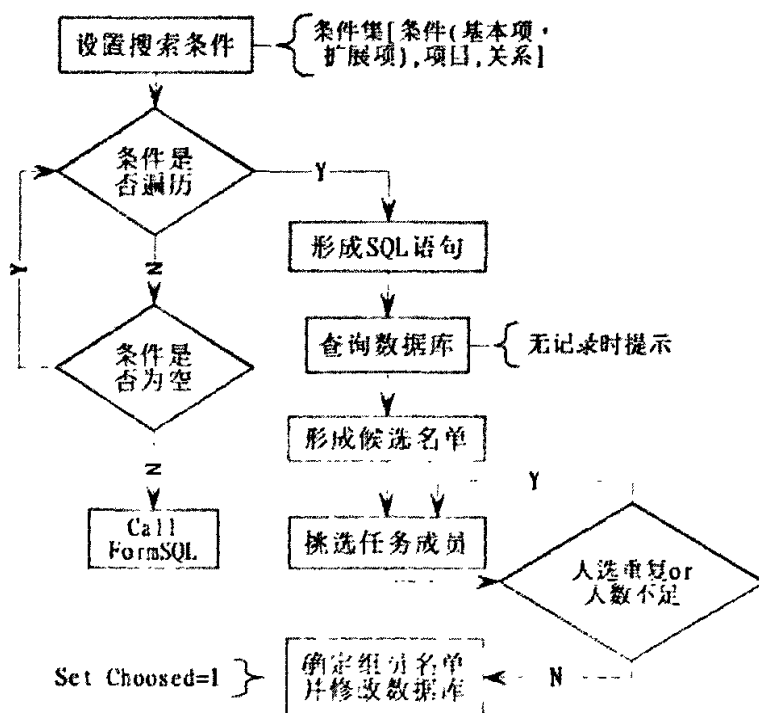 设置搜索条件
条件集[条件(基本项·
扩展项),项目,关系]
条件是
否遍历
Y
Y
形成SQL语句
N
查询数据库
无记录时提示
条件是
否为空
形成候选名单
N
Y
Call
FormSQL
挑选任务成员
人选重复or
人数不足
Set Choosed=1
确定组员名单
并修改数据库
N